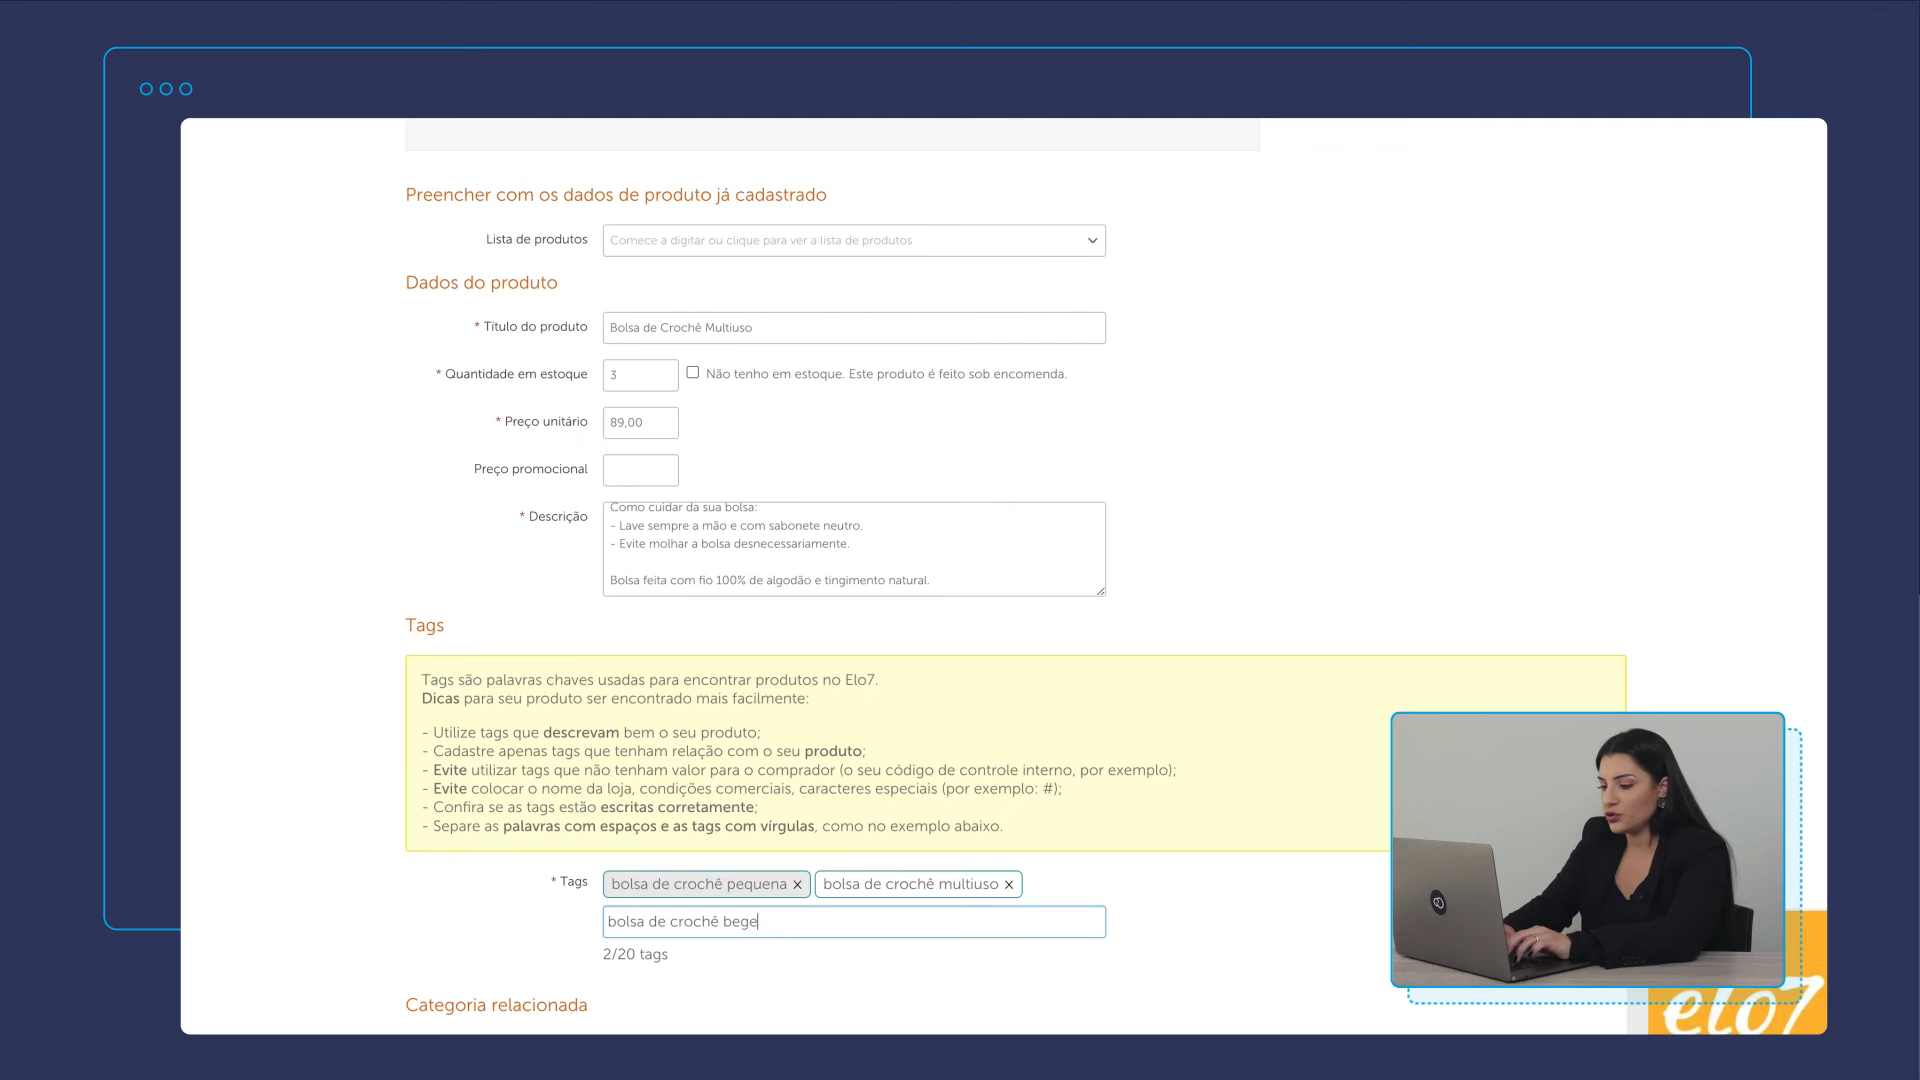 Preencher com os dados de produto já cadastrado
Lista de produtos
Comece a digitar ou clique para ver a lista de produtos
Dados do produto
* Título do produto
Bolsa de Crochê Multiuso
* Quantidade em estoque
3
Não tenho em estoque. Este produto é feito sob encomenda.
* Preço unitário
89,00
Preço promocional
* Descrição
Como cuidar da sua bolsa:
- Lave sempre a mão e com sabonete neutro.
- Evite molhar a bolsa desnecessariamente.
Bolsa feita com fio 100% de algodão e tingimento natural.
Tags
Tags são palavras chaves usadas para encontrar produtos no Elo7.
Dicas para seu produto ser encontrado mais facilmente:
- Utilize tags que descrevam bem o seu produto;
- Cadastre apenas tags que tenham relação com o seu produto;
- Evite utilizar tags que não tenham valor para o comprador (o seu código de controle interno, por exemplo);
- Evite colocar o nome da loja, condições comerciais, caracteres especiais (por exemplo: #);
- Confira se as tags estão escritas corretamente;
- Separe as palavras com espaços e as tags com vírgulas, como no exemplo abaixo.
* Tags
bolsa de crochê pequena x
bolsa de crochê multiuso x
bolsa de crochê bege
2/20 tags
Categoria relacionada
elo7